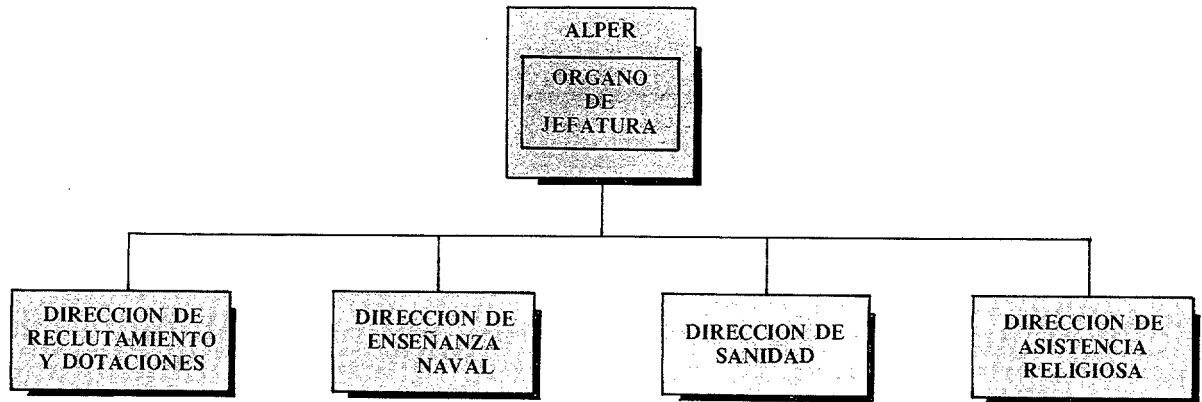 ALPER
ORGANO
DE
JEFATURA
DIRECCION DE
RECLUTAMIENTO
Y DOTACIONES
DIRECCION DE
ENSEÑANZA
NAVAL
DIRECCION DE
SANIDAD
DIRECCION DE
ASISTENCIA
RELIGIOSA